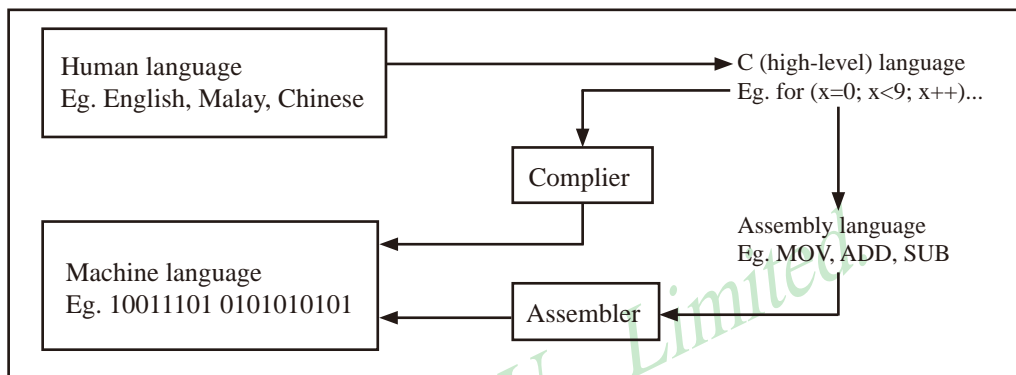 Human language
Eg. English, Malay, Chinese
C (high-level) language
Eg. for (x=0; x<9; x++)...
Complier
Assembly language
Eg. MOV, ADD, SUB
Machine language
Eg. 10011101 0101010101
Assembler
Limited.